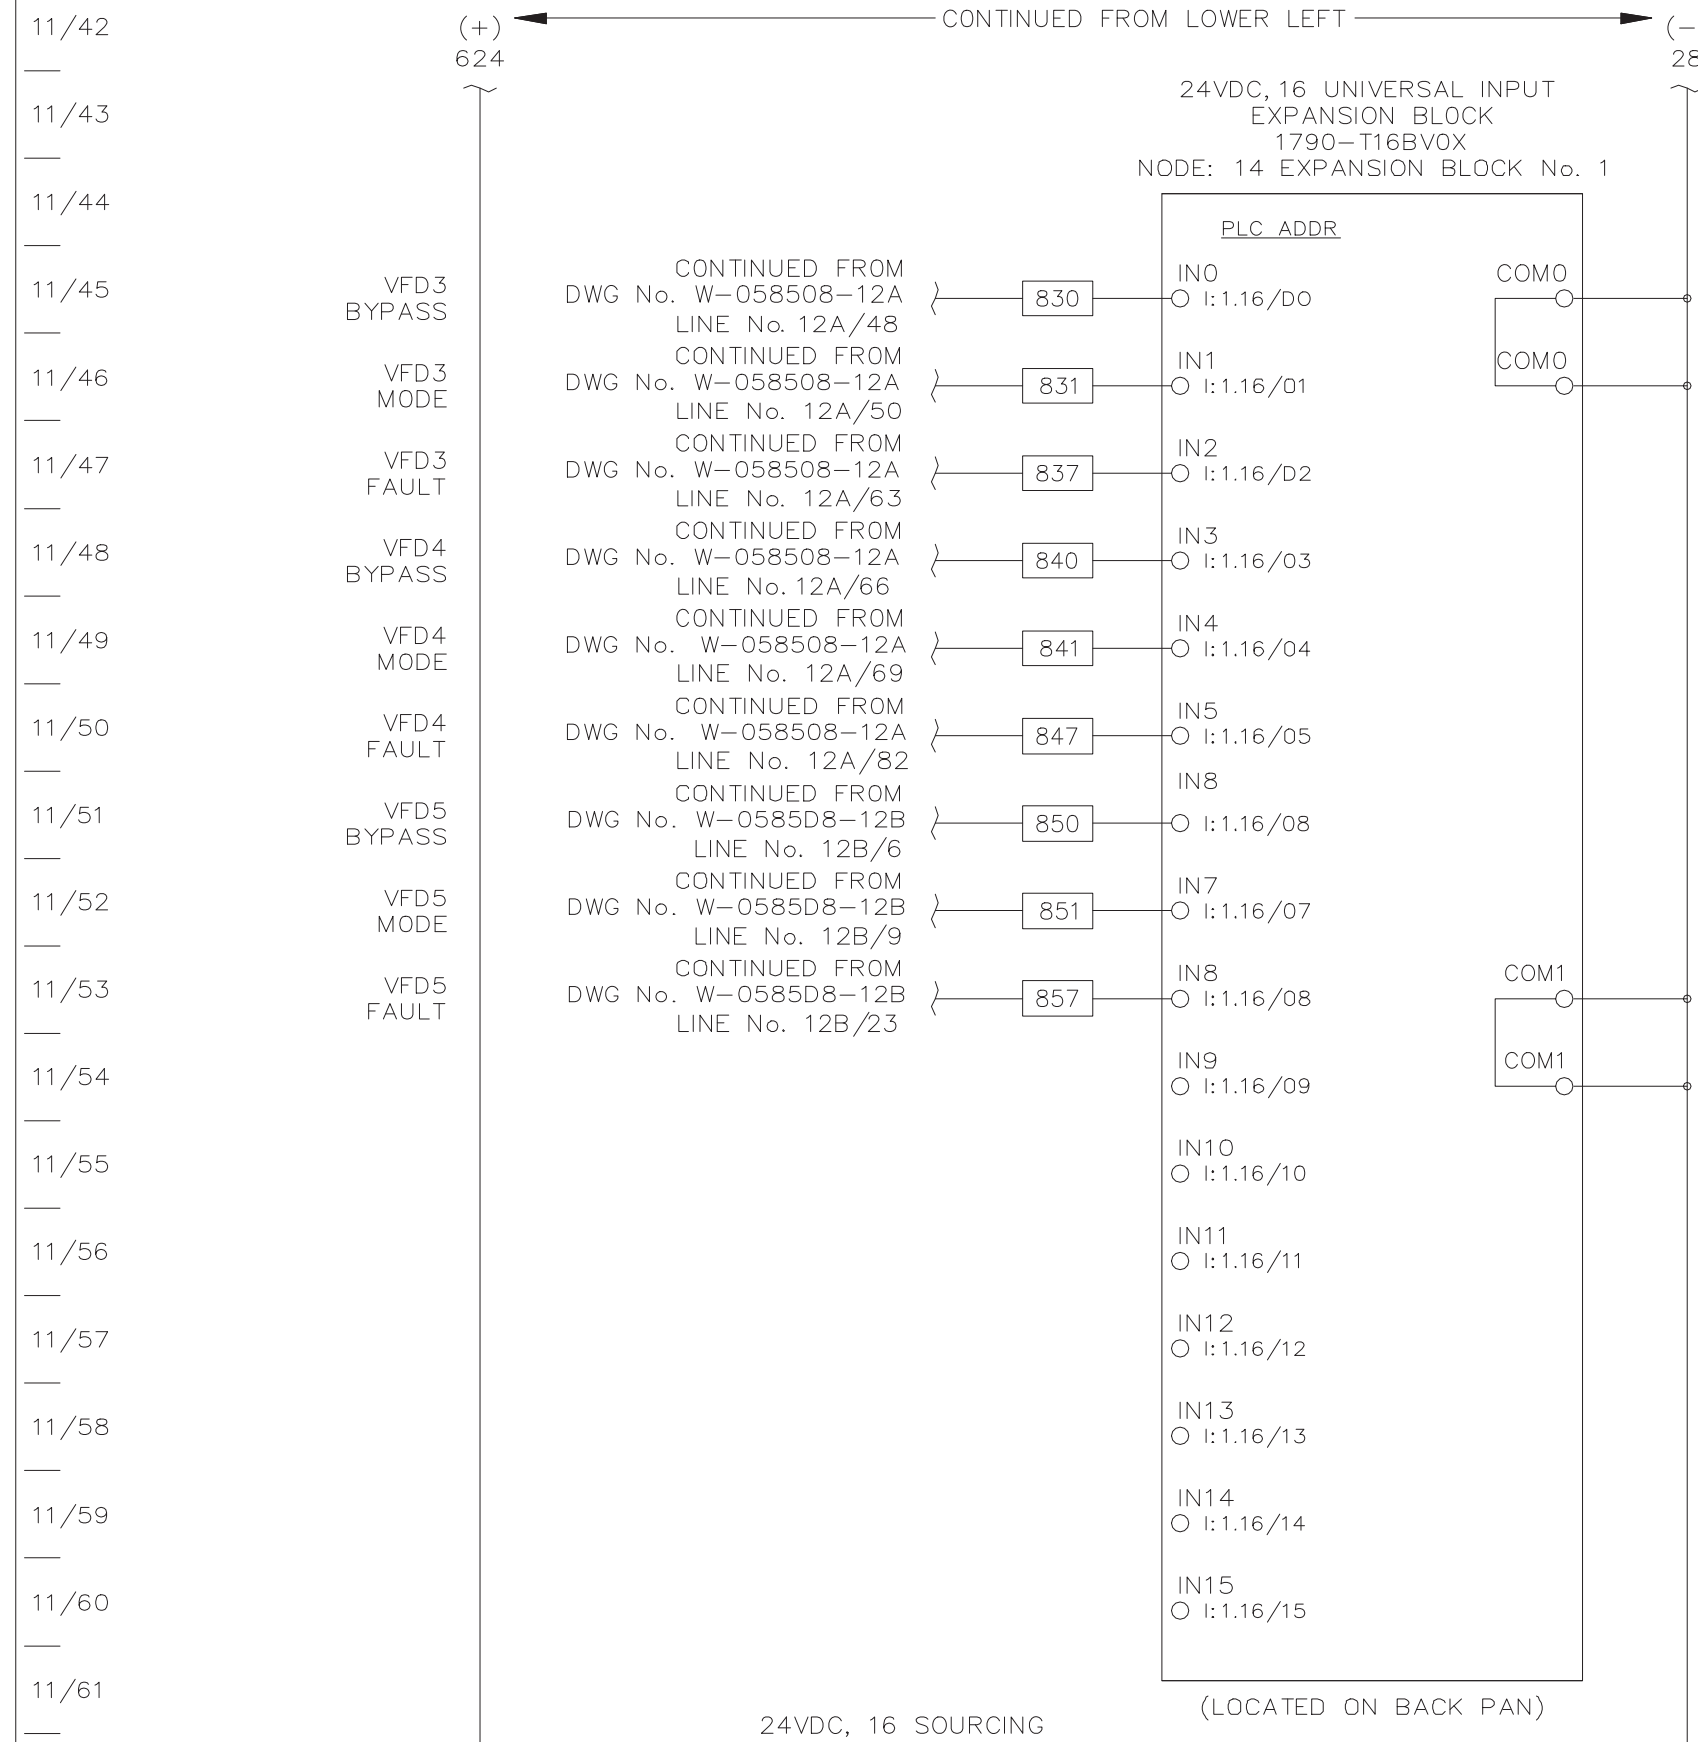 11/42
(+)
CONTINUED FROM LOWER LEFT
(-
624
28
24VDC, 16 UNIVERSAL INPUT
EXPANSION BLOCK
1790-T16BV0X
NODE: 14 EXPANSION BLOCK No. 1
11/43
11/44
PLC ADDR
11/45
VFD3
BYPASS
CONTINUED FROM
DWG No. W-058508-12A
LINE No. 12A/48
830
IN0
I:1.16/D0
COM0
11/46
VFD3
MODE
CONTINUED FROM
DWG No. W-058508-12A
LINE No. 12A/50
831
IN1
I:1.16/01
COM0
11/47
VFD3
FAULT
CONTINUED FROM
DWG No. W-058508-12A
LINE No. 12A/63
837
IN2
I:1.16/D2
11/48
VFD4
BYPASS
CONTINUED FROM
DWG No. W-058508-12A
LINE No. 12A/66
840
IN3
I:1.16/03
11/49
VFD4
MODE
CONTINUED FROM
DWG No. W-058508-12A
LINE No. 12A/69
841
IN4
I:1.16/04
11/50
VFD4
FAULT
CONTINUED FROM
DWG No. W-058508-12A
LINE No. 12A/82
847
IN5
I:1.16/05
11/51
VFD5
BYPASS
CONTINUED FROM
DWG No. W-0585D8-12B
LINE No. 12B/6
850
IN8
I:1.16/08
11/52
VFD5
MODE
CONTINUED FROM
DWG No. W-0585D8-12B
LINE No. 12B/9
851
IN7
I:1.16/07
11/53
VFD5
FAULT
CONTINUED FROM
DWG No. W-0585D8-12B
LINE No. 12B/23
857
IN8
I:1.16/08
COM1
11/54
IN9
I:1.16/09
COM1
11/55
IN10
I:1.16/10
11/56
IN11
I:1.16/11
11/57
IN12
I:1.16/12
11/58
IN13
I:1.16/13
11/59
IN14
I:1.16/14
11/60
IN15
I:1.16/15
11/61
(LOCATED ON BACK PAN)
24VDC, 16 SOURCING